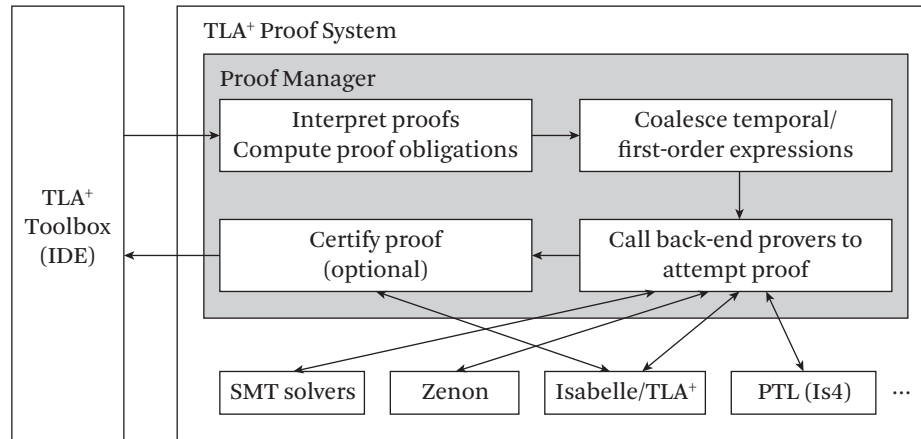 TLA⁺ Proof System
Proof Manager
Interpret proofs
Compute proof obligations
Coalesce temporal/
first-order expressions
TLA⁺
Toolbox
(IDE)
Certify proof
(optional)
Call back-end provers to
attempt proof
SMT solvers
Zenon
Isabelle/TLA⁺
PTL (ls4)
...